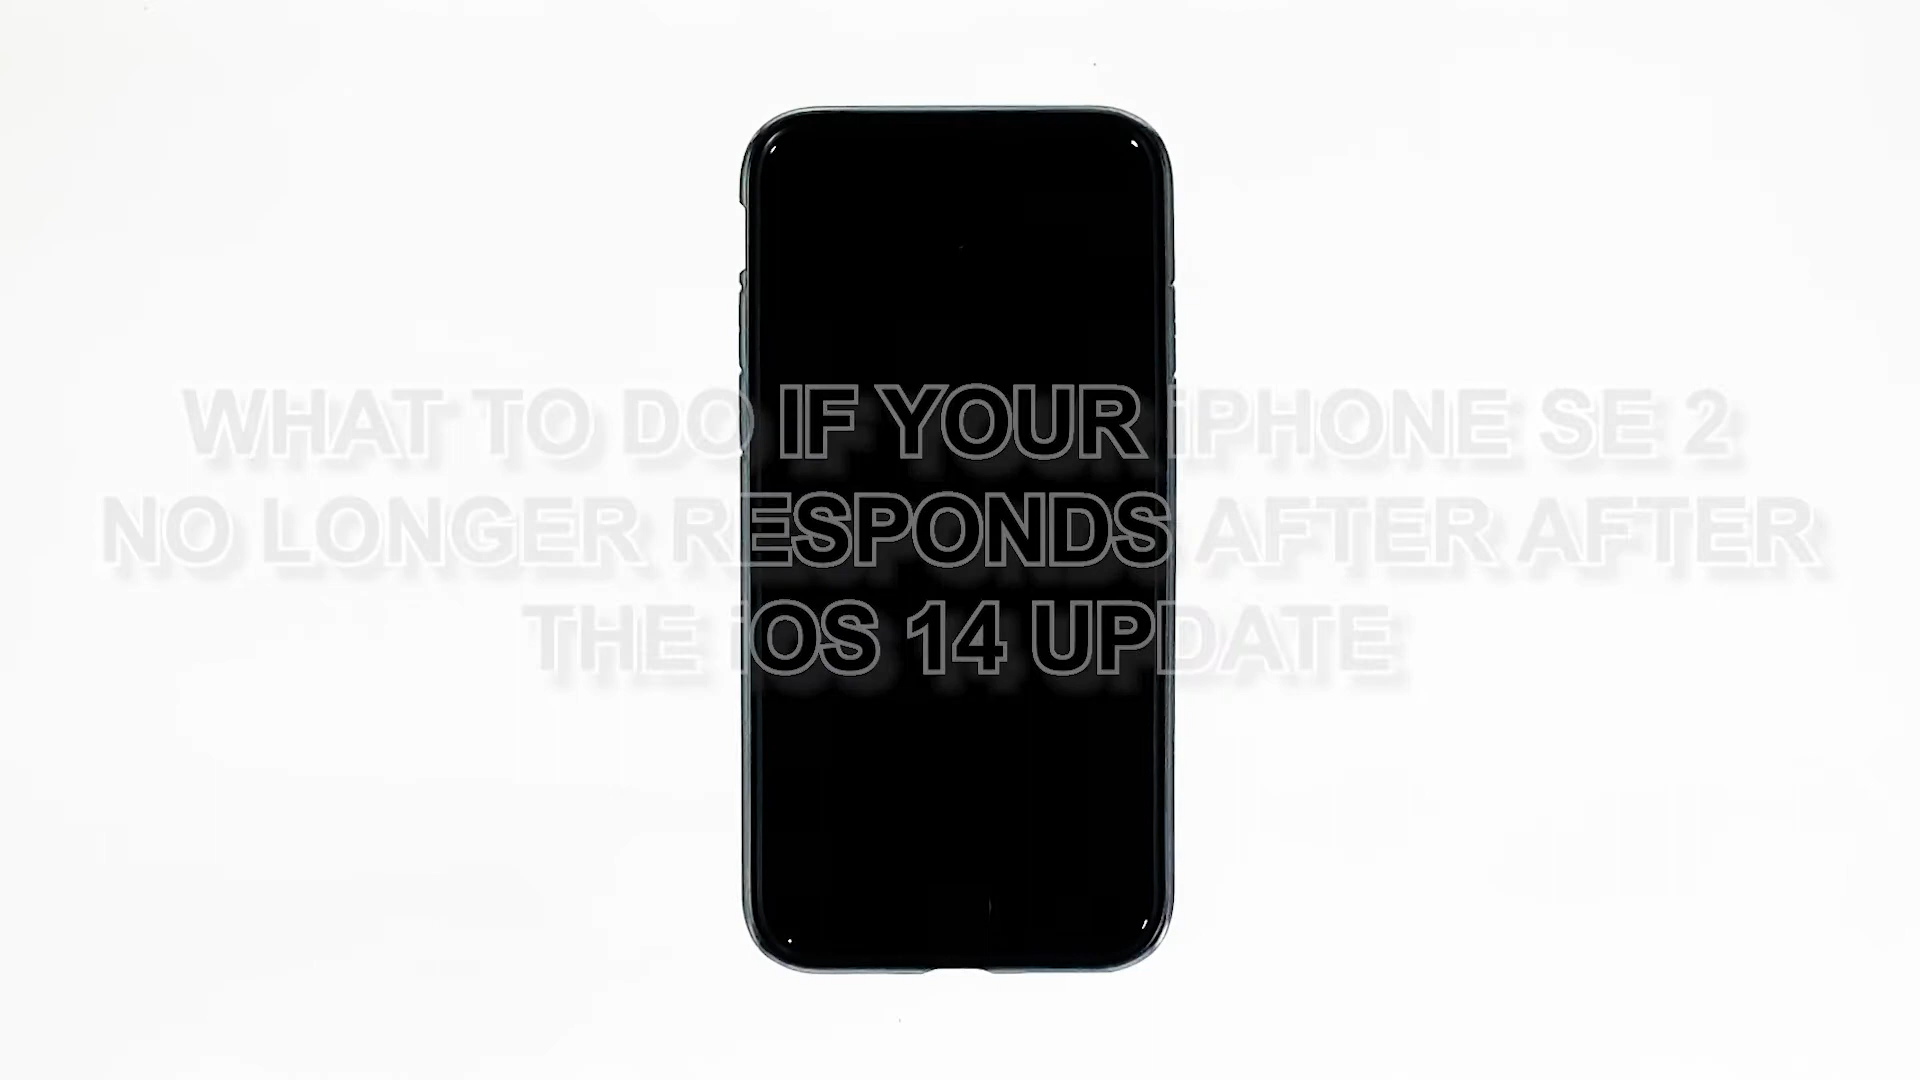 WHAT TO DO IF YOUR iPHONE SE 2
NO LONGER RESPONDS AFTER AFTER
THE iOS 14 UPDATE